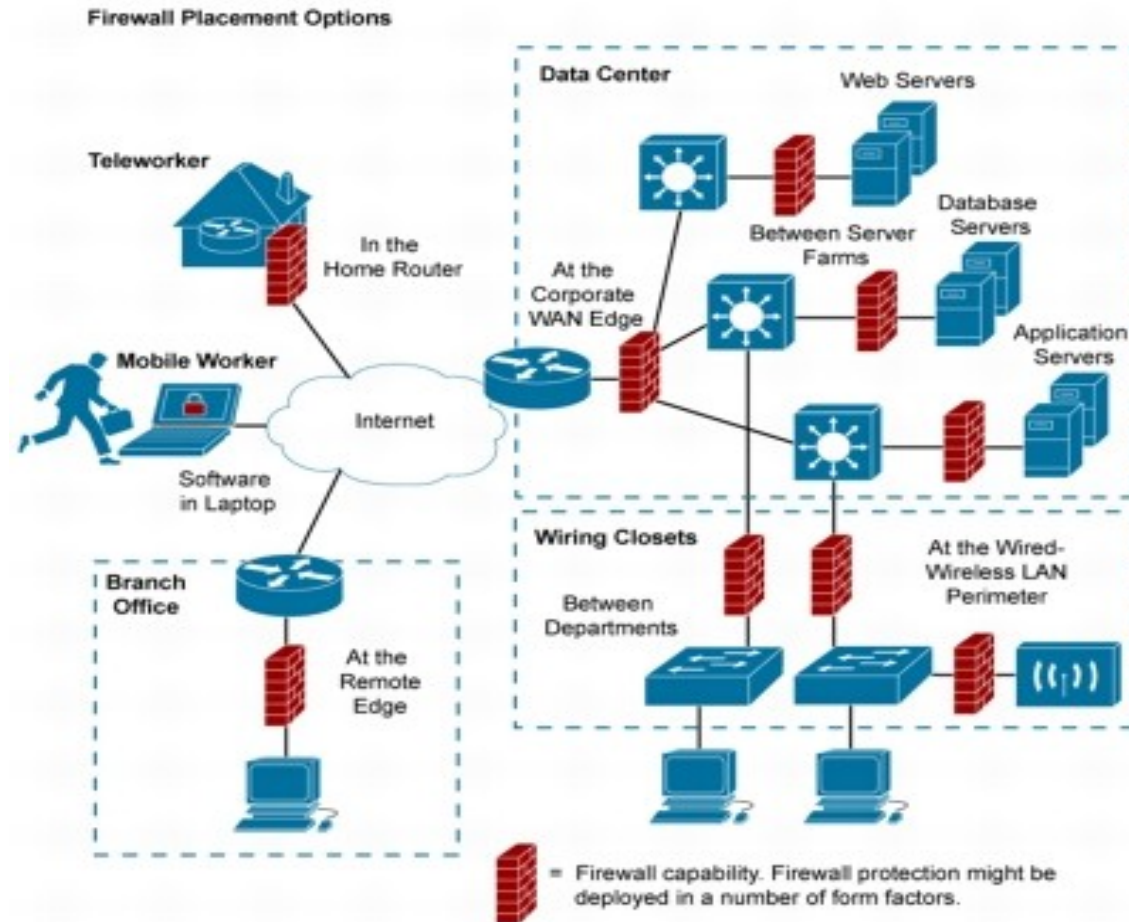 Firewall Placement Options
Data Center
Web Servers
Teleworker
Database
Servers
In the
Home Router
Between Server
Farms
At the
Corporate
WAN Edge
Application
Servers
Mobile Worker
Internet
Software
in Laptop
Wiring Closets
At the Wired-
Wireless LAN
Perimeter
Branch
Office
Between
Departments
At the
Remote
Edge
= Firewall capability. Firewall protection might be
deployed in a number of form factors.